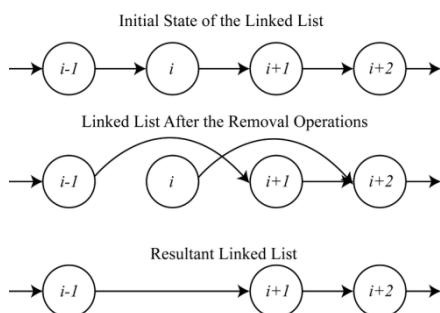 Initial State of the Linked List
i-1 i i+1 i+2
Linked List After the Removal Operations
i-1 i i+1 i+2
Resultant Linked List
i-1 i+1 i+2